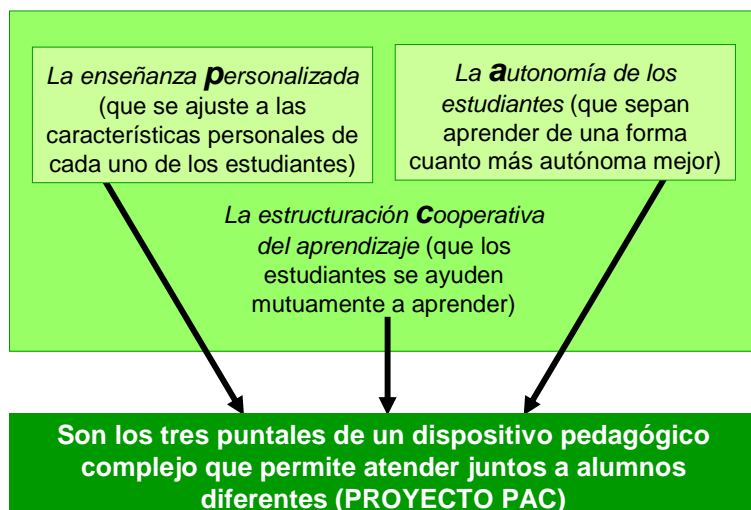 La enseñanza personalizada
(que se ajuste a las
características personales de
cada uno de los estudiantes)
La autonomía de los
estudiantes (que sepan
aprender de una forma
cuanto más autónoma mejor)
La estructuración cooperativa
del aprendizaje (que los
estudiantes se ayuden
mutuamente a aprender)
Son los tres puntales de un dispositivo pedagógico
complejo que permite atender juntos a alumnos
diferentes (PROYECTO PAC)